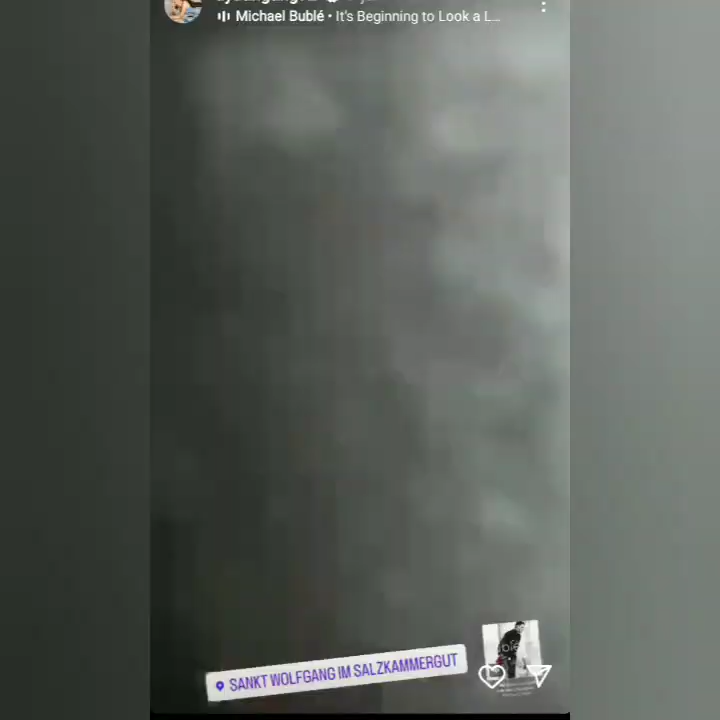 Michael Bublé • It's Beginning to Look a L...
SANKT WOLFGANG IM SALZKAMMERGUT